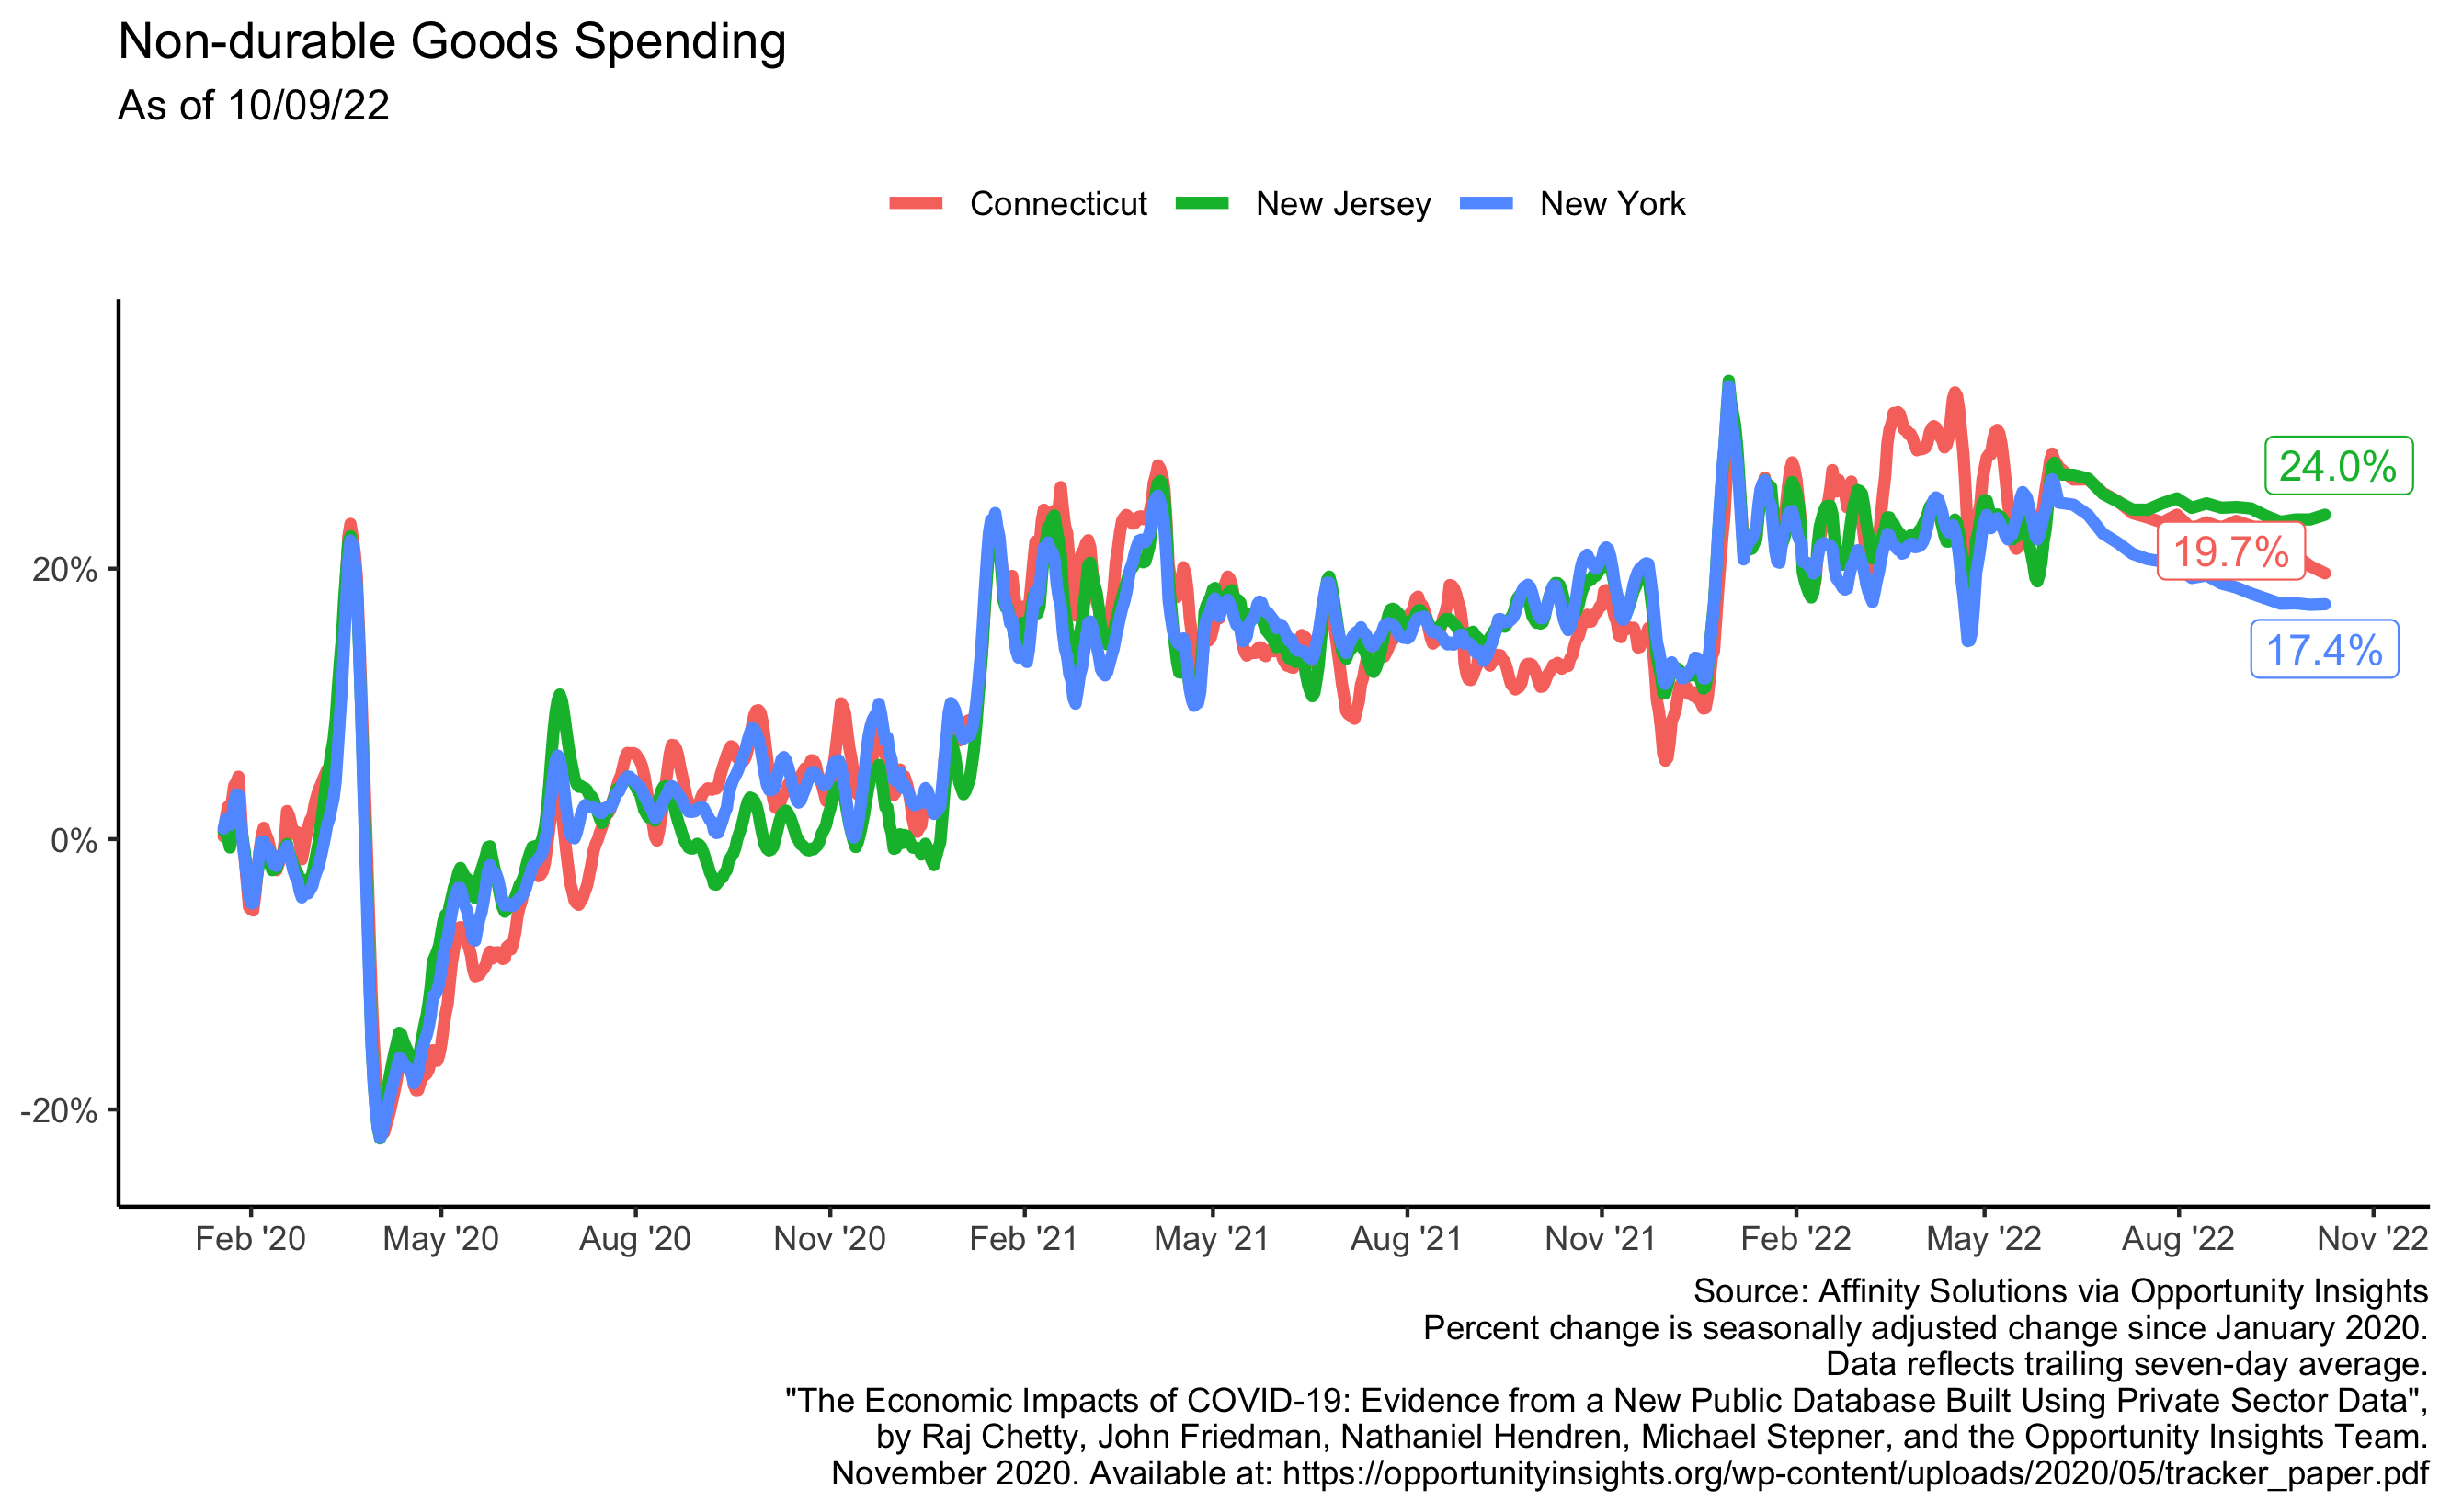 Non-durable Goods Spending
As of 10/09/22
Connecticut New Jersey New York
24.0%
20%
19.7%
17.4%
0%
-20%
Feb '20 May '20 Aug '20 Nov '20 Feb '21 May '21 Aug '21 Nov '21 Feb '22 May '22 Aug '22 Nov '22
Source: Affinity Solutions via Opportunity Insights
Percent change is seasonally adjusted change since January 2020.
Data reflects trailing seven-day average.
"The Economic Impacts of COVID-19: Evidence from a New Public Database Built Using Private Sector Data",
by Raj Chetty, John Friedman, Nathaniel Hendren, Michael Stepner, and the Opportunity Insights Team.
November 2020. Available at: https://opportunityinsights.org/wp-content/uploads/2020/05/tracker_paper.pdf